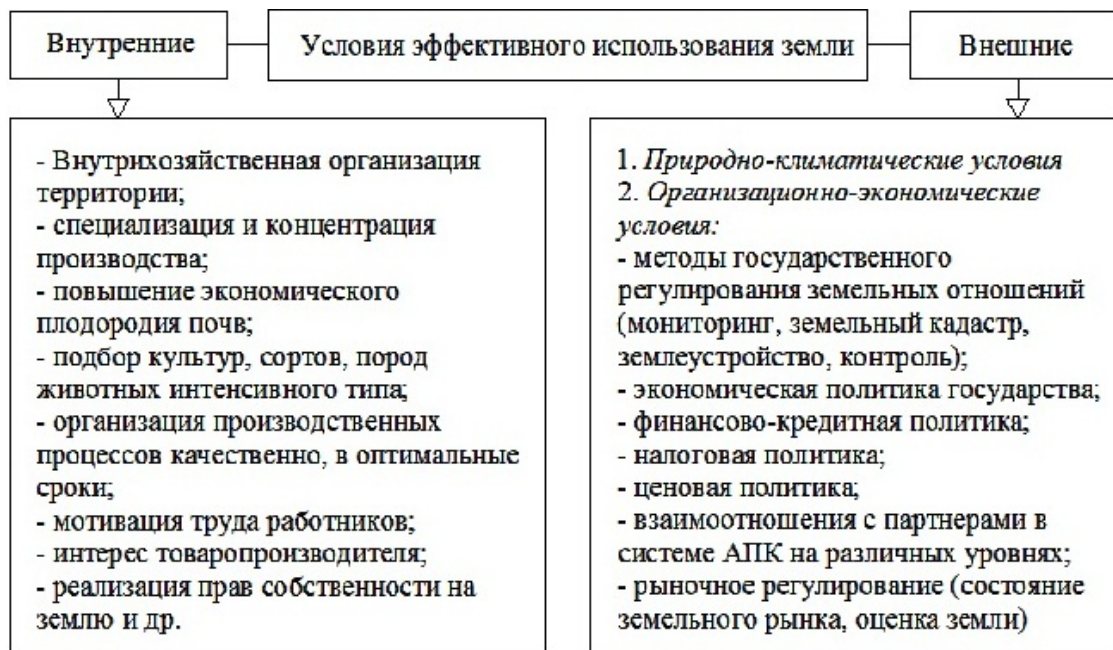 Внутренние
Условия эффективного использования земли
Внешние
- Внутрихозяйственная организация
территории;
- специализация и концентрация
производства;
- повышение экономического
плодородия почв;
- подбор культур, сортов, пород
животных интенсивного типа;
- организация производственных
процессов качественно, в оптимальные
сроки;
- мотивация труда работников;
- интерес товаропроизводителя;
- реализация прав собственности на
землю и др.
1. Природно-климатические условия
2. Организационно-экономические
условия:
- методы государственного
регулирования земельных отношений
(мониторинг, земельный кадастр,
землеустройство, контроль);
- экономическая политика государства;
- финансово-кредитная политика;
- налоговая политика;
- ценовая политика;
- взаимоотношения с партнерами в
системе АПК на различных уровнях;
- рыночное регулирование (состояние
земельного рынка, оценка земли)